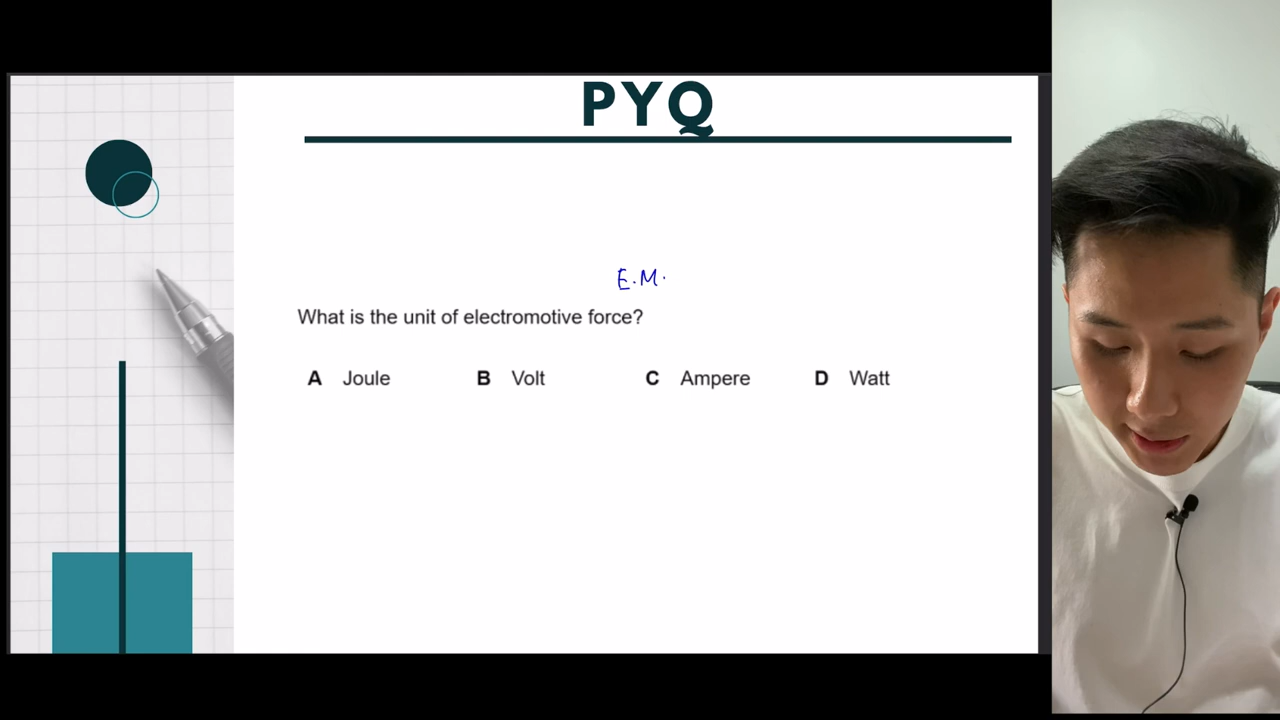 PYQ
E.M.
What is the unit of electromotive force?
A Joule B Volt C Ampere D Watt